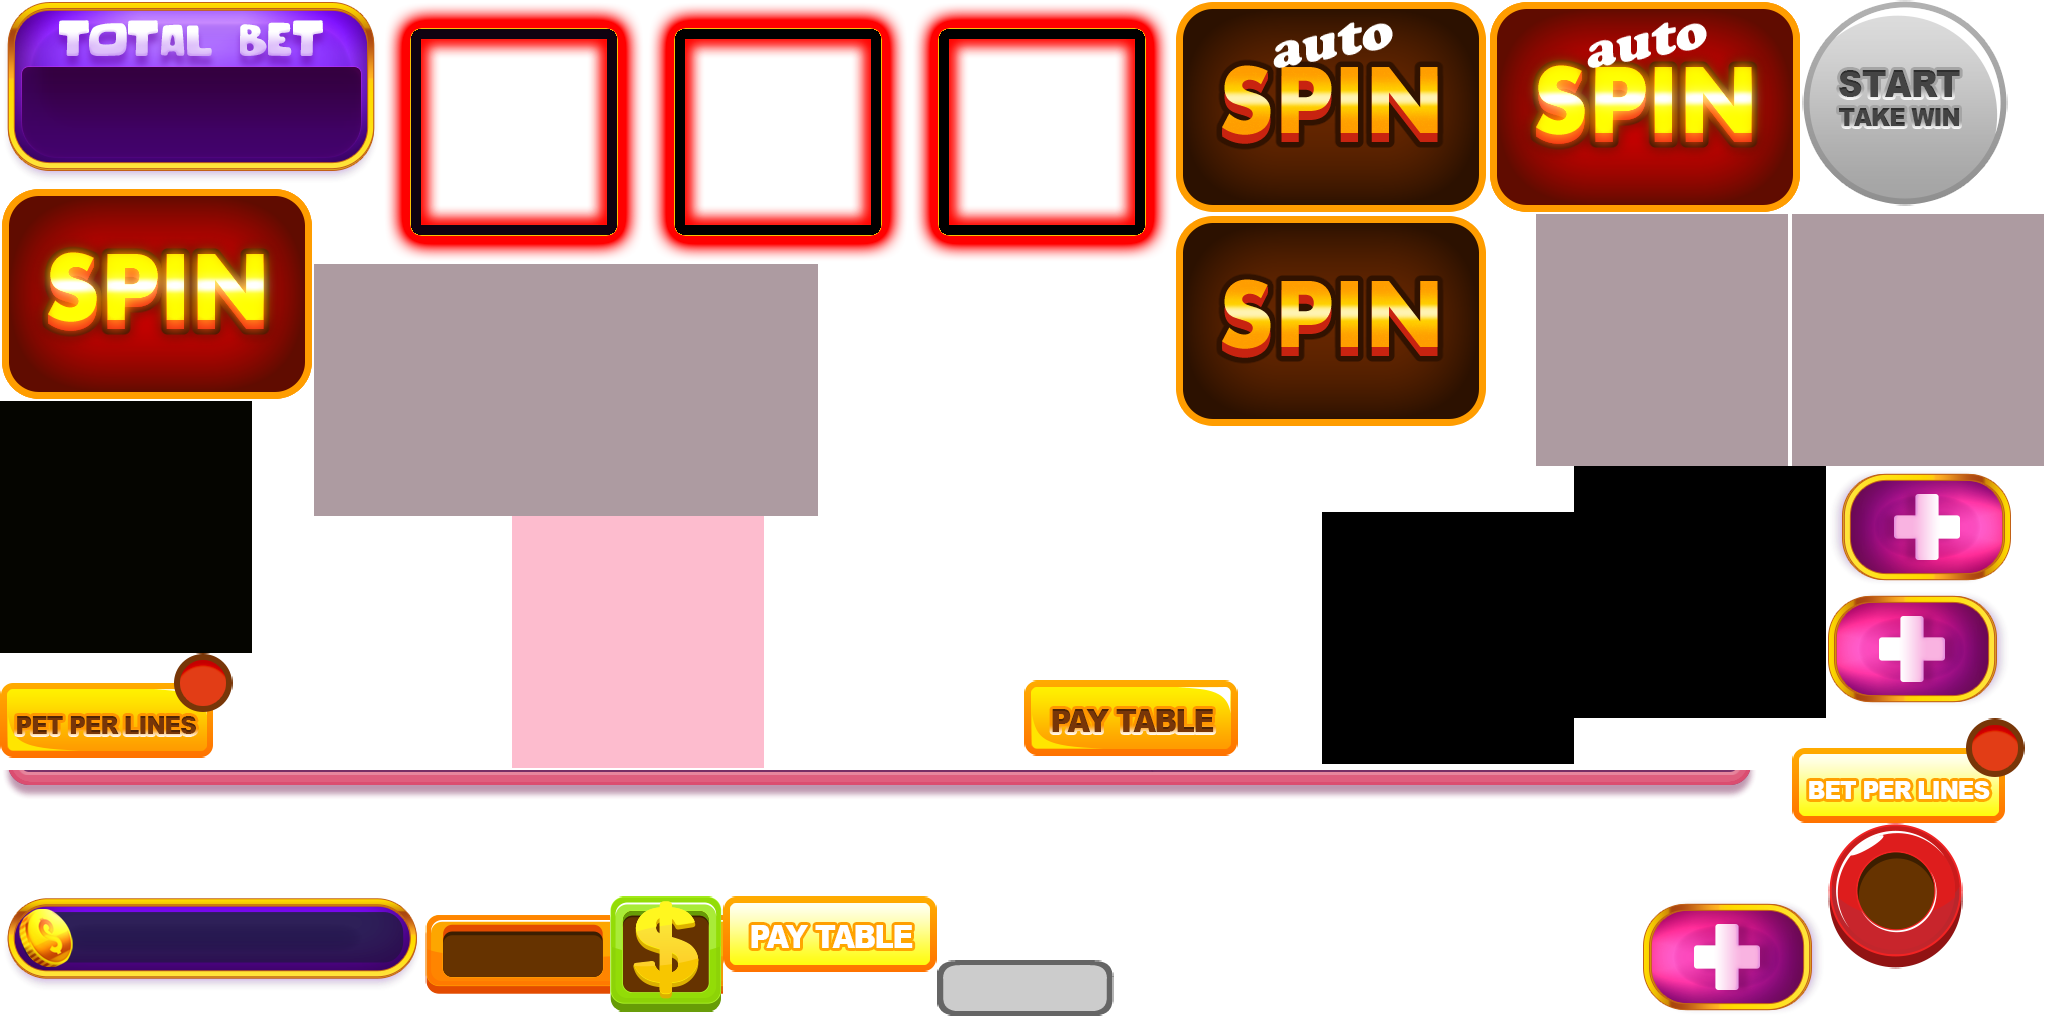 TOTAL BET
auto
SPIN
auto
SPIN
START
TAKE WIN
SPIN
SPIN
PET PER LINES
PAY TABLE
BET PER LINES
$
$
PAY TABLE